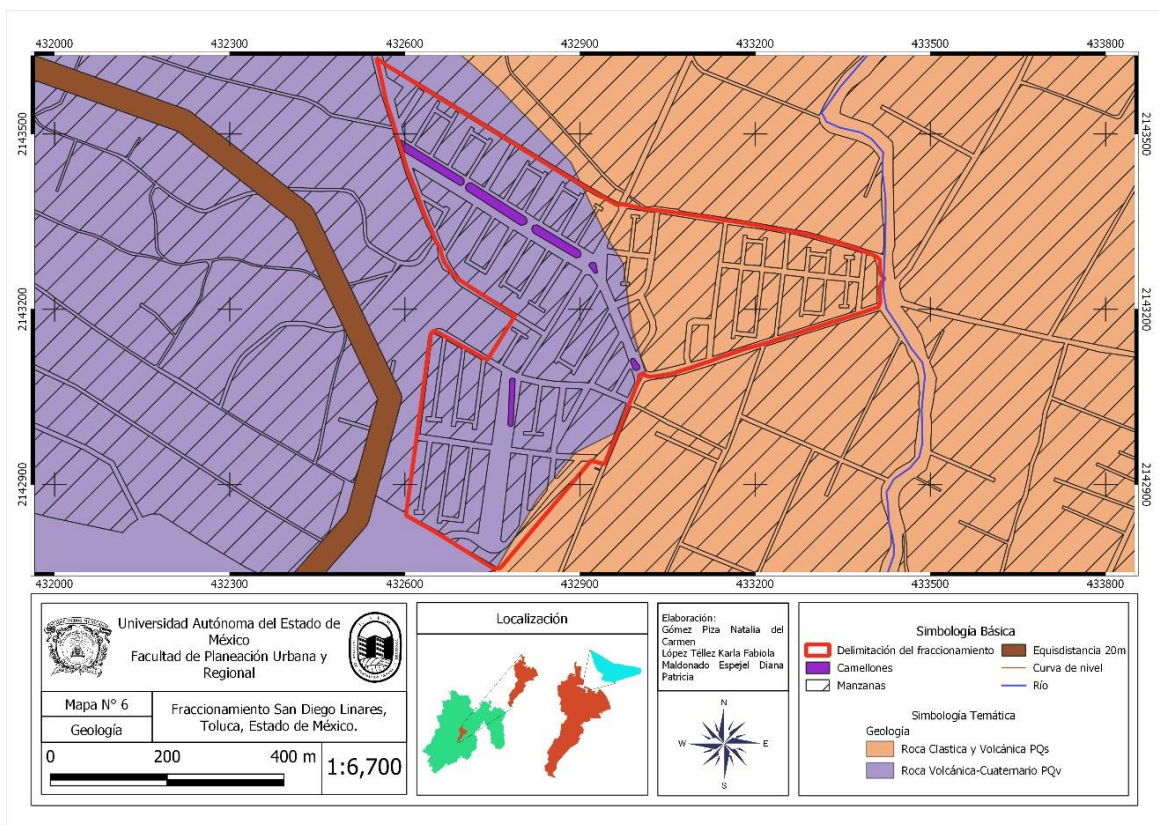 432000 432300 432600 432900 433200 433500 433800
2143500 2143500
2143200 2143200
2142900 2142900
432000 432300 432600 432900 433200 433500 433800
Universidad Autónoma del Estado de
México
Facultad de Planeación Urbana y
Regional
Mapa N° 6
Geología
Fraccionamiento San Diego Linares,
Toluca, Estado de México.
0 200 400 m
1:6,700
Localización
Elaboración:
Gómez Piza Natalia del
Carmen
López Téllez Karla Fabiola
Maldonado Espejel Diana
Patricia
N
W E
S
Simbología Básica
Delimitación del fraccionamiento
Camellones
Manzanas
Equisdistancia 20m
Curva de nivel
Río
Simbología Temática
Geología
Roca Clastica y Volcánica PQs
Roca Volcánica-Cuaternario PQv